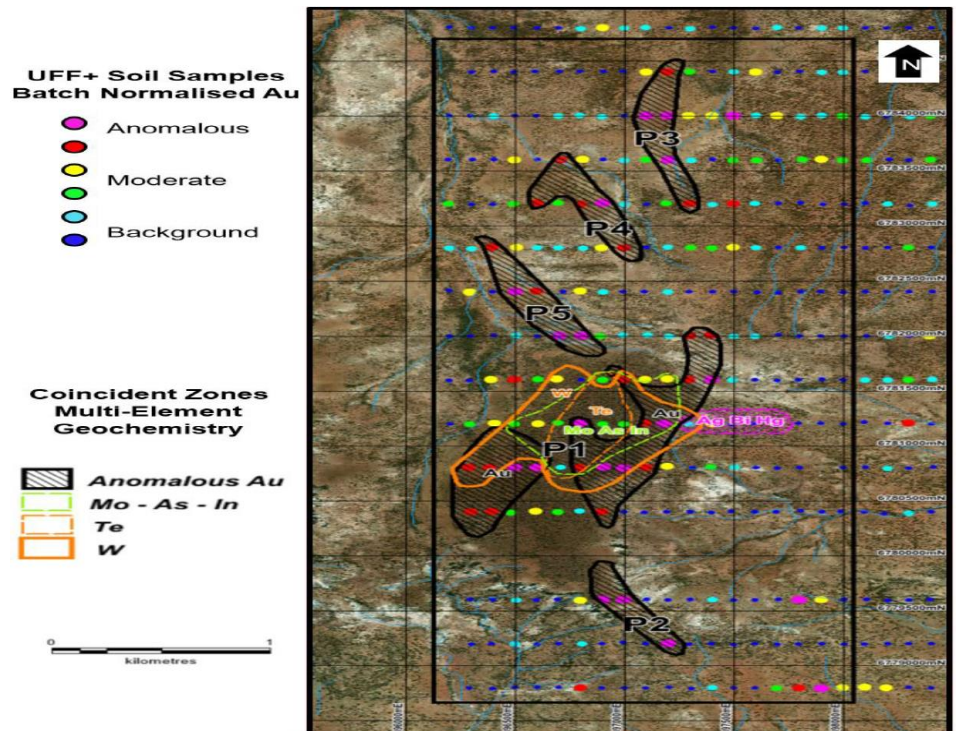 UFF+ Soil Samples
Batch Normalised Au
Anomalous
Moderate
Background
Coincident Zones
Multi-Element
Geochemistry
Anomalous Au
Mo - As - In
Te
W
0 1
kilometres
N
6784000mN
P3
6783500mN
P4
6783000mN
6782500mN
P5
6782000mN
W
6781500mN
Te
Au
Ag Bi Hg
Mo As In
P1
6781000mN
Au
6780500mN
6780000mN
6779500mN
P2
6779000mN